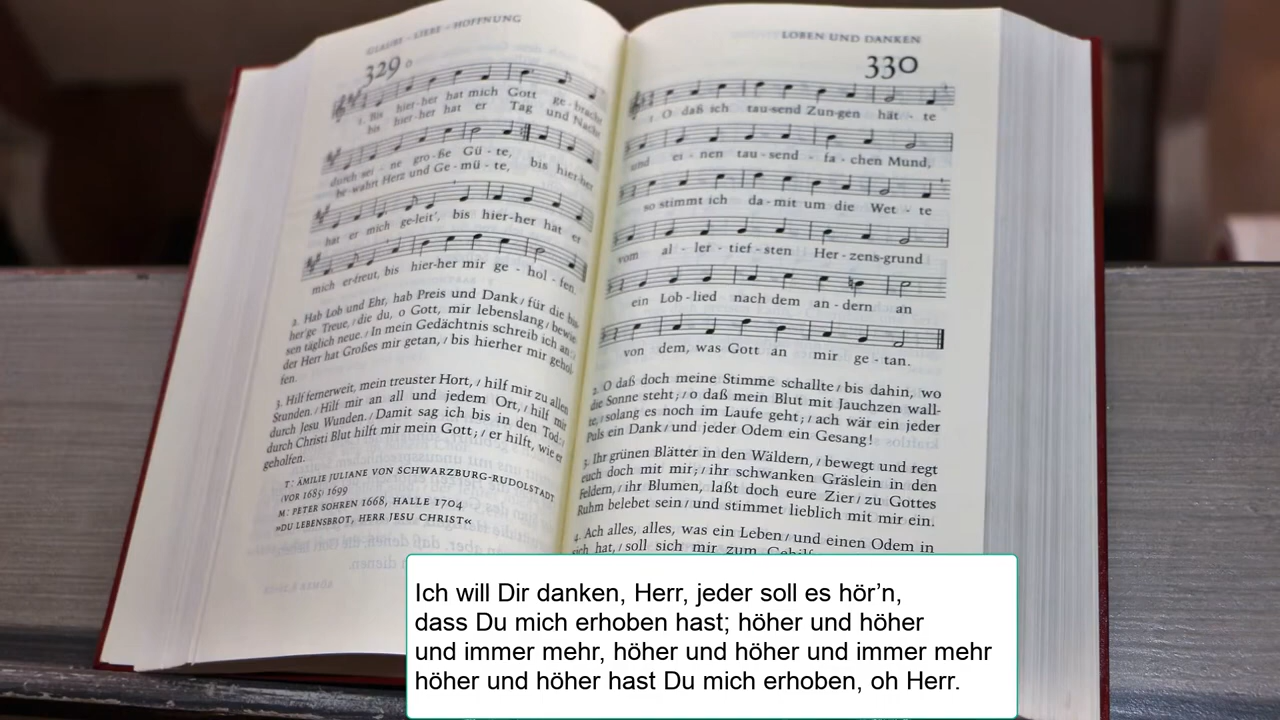 GLAUBE – LIEBE – HOFFNUNG
329
1. Bis hier-her hat mich Gott ge-bracht
bis hier-her hat er Tag und Nacht
durch sei - ne gro-ße Gü - te, bis hier-her
be-wahrt Herz und Ge-mü - te,
hat er mich ge-leit', bis hier-her hat er
mich er-freut, bis hier-her mir ge - hol - fen.
2. Hab Lob und Ehr, hab Preis und Dank / für die bis-
her'ge Treue, / die du, o Gott, mir lebenslang / bewie-
sen täglich neue. / In mein Gedächtnis schreib ich an: /
der Herr hat Großes mir getan, / bis hierher mir gehol-
fen.
3. Hilf fernerweit, mein treuster Hort, / hilf mir zu allen
Stunden. / Hilf mir an all und jedem Ort, / hilf mir
durch Jesu Wunden. / Damit sag ich bis in den Tod: /
durch Christi Blut hilft mir mein Gott; / er hilft, wie er
geholfen.
T: ÄMILIE JULIANE VON SCHWARZBURG-RUDOLSTADT
(VOR 1685) 1699
M: PETER SOHREN 1668, HALLE 1704
»DU LEBENSBROT, HERR JESU CHRIST«
LOBEN UND DANKEN
330
1. O daß ich tau-send Zun-gen hät - te
und ei - nen tau - send - fa - chen Mund,
so stimmt ich da - mit um die Wet - te
vom al - ler - tief - sten Her - zens-grund
ein Lob - lied nach dem an - dern an
von dem, was Gott an mir ge - tan.
2. O daß doch meine Stimme schallte / bis dahin, wo
die Sonne steht; / o daß mein Blut mit Jauchzen wall-
te, / solang es noch im Laufe geht; / ach wär ein jeder
Puls ein Dank / und jeder Odem ein Gesang!
3. Ihr grünen Blätter in den Wäldern, / bewegt und regt
euch doch mit mir; / ihr schwanken Gräslein in den
Feldern, / ihr Blumen, laßt doch eure Zier / zu Gottes
Ruhm belebet sein / und stimmet lieblich mit mir ein.
4. Ach alles, alles, was ein Leben / und einen Odem in
sich hat, / soll sich mir zum
Ich will Dir danken, Herr, jeder soll es hör’n,
dass Du mich erhoben hast; höher und höher
und immer mehr, höher und höher und immer mehr
höher und höher hast Du mich erhoben, oh Herr.